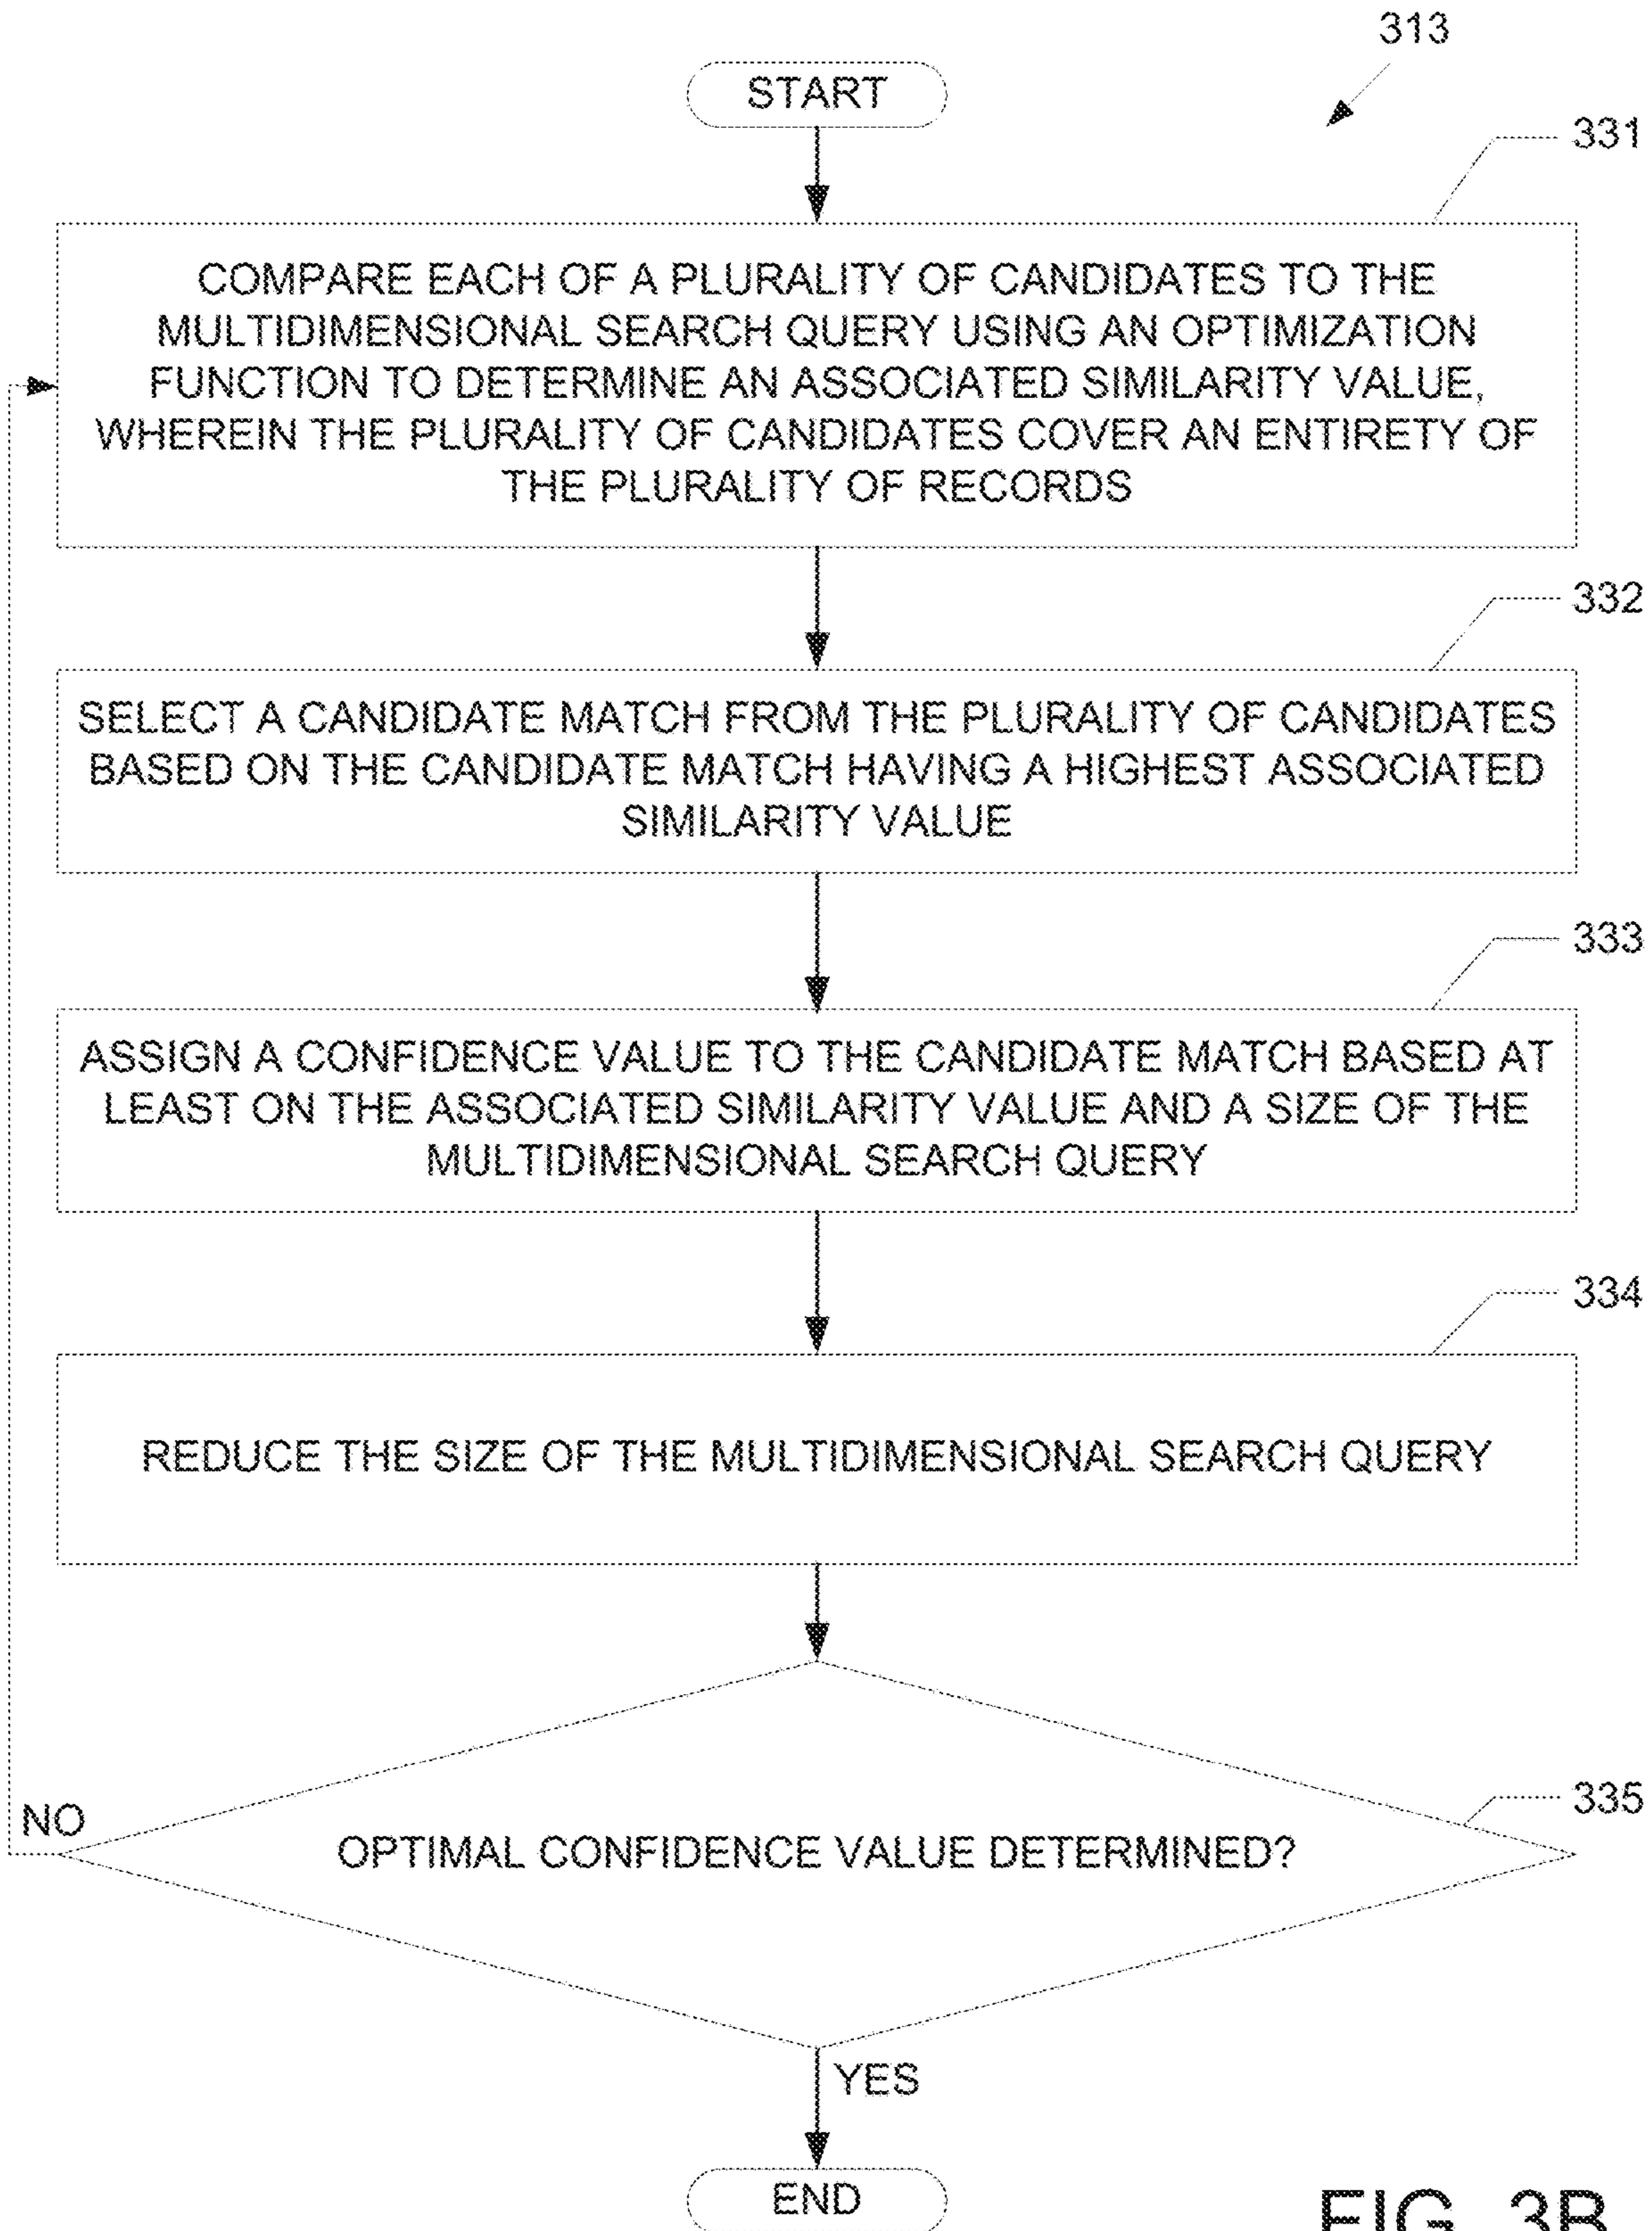 313
START
331
COMPARE EACH OF A PLURALITY OF CANDIDATES TO THE
MULTIDIMENSIONAL SEARCH QUERY USING AN OPTIMIZATION
FUNCTION TO DETERMINE AN ASSOCIATED SIMILARITY VALUE,
WHEREIN THE PLURALITY OF CANDIDATES COVER AN ENTIRETY OF
THE PLURALITY OF RECORDS
332
SELECT A CANDIDATE MATCH FROM THE PLURALITY OF CANDIDATES
BASED ON THE CANDIDATE MATCH HAVING A HIGHEST ASSOCIATED
SIMILARITY VALUE
333
ASSIGN A CONFIDENCE VALUE TO THE CANDIDATE MATCH BASED AT
LEAST ON THE ASSOCIATED SIMILARITY VALUE AND A SIZE OF THE
MULTIDIMENSIONAL SEARCH QUERY
334
REDUCE THE SIZE OF THE MULTIDIMENSIONAL SEARCH QUERY
335
NO
OPTIMAL CONFIDENCE VALUE DETERMINED?
YES
END
FIG. 3B